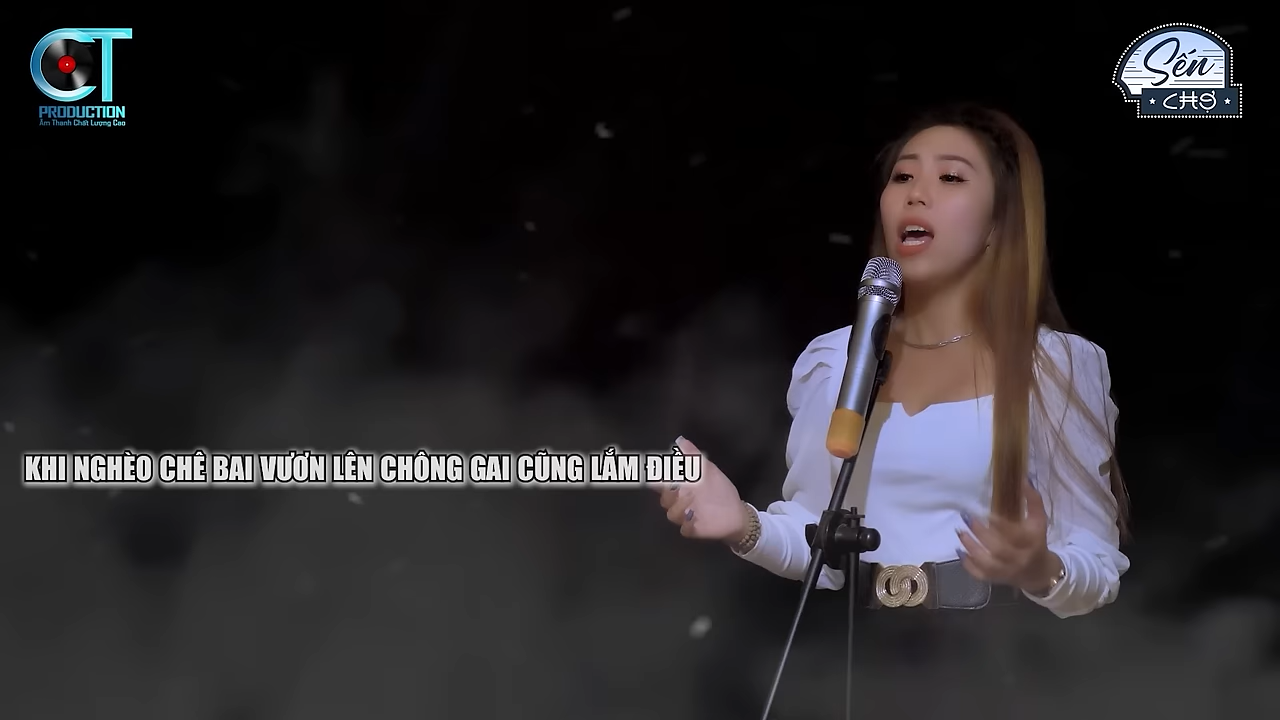 CT
PRODUCTION
Âm Thanh Chất Lượng Cao
Sến
CHỢ
KHI NGHÈO CHÊ BAI VƯƠN LÊN CHÔNG GAI CŨNG LẮM ĐIỀU